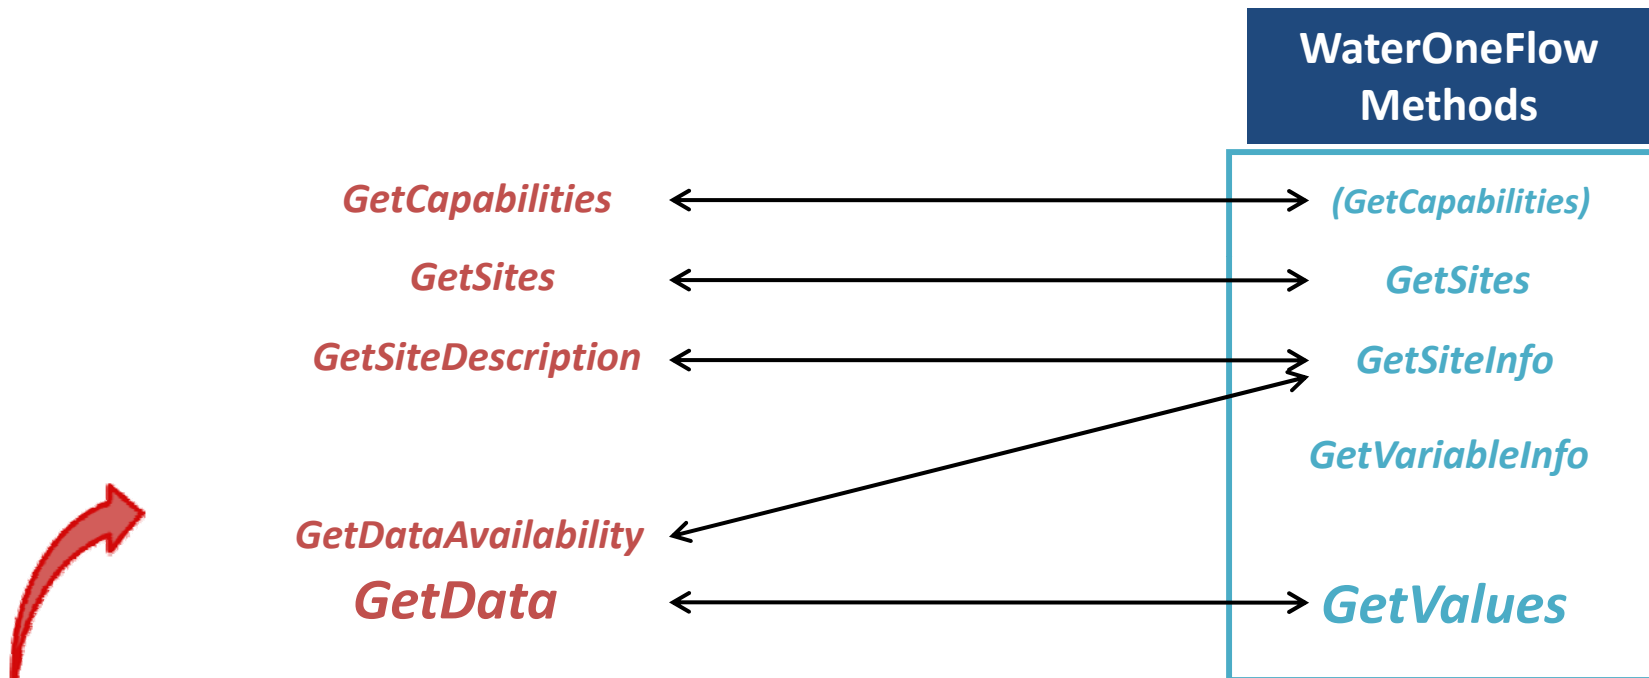 WaterOneFlow
Methods
GetCapabilities
(GetCapabilities)
GetSites
GetSites
GetSiteDescription
GetSiteInfo
GetVariableInfo
GetDataAvailability
GetData
GetValues